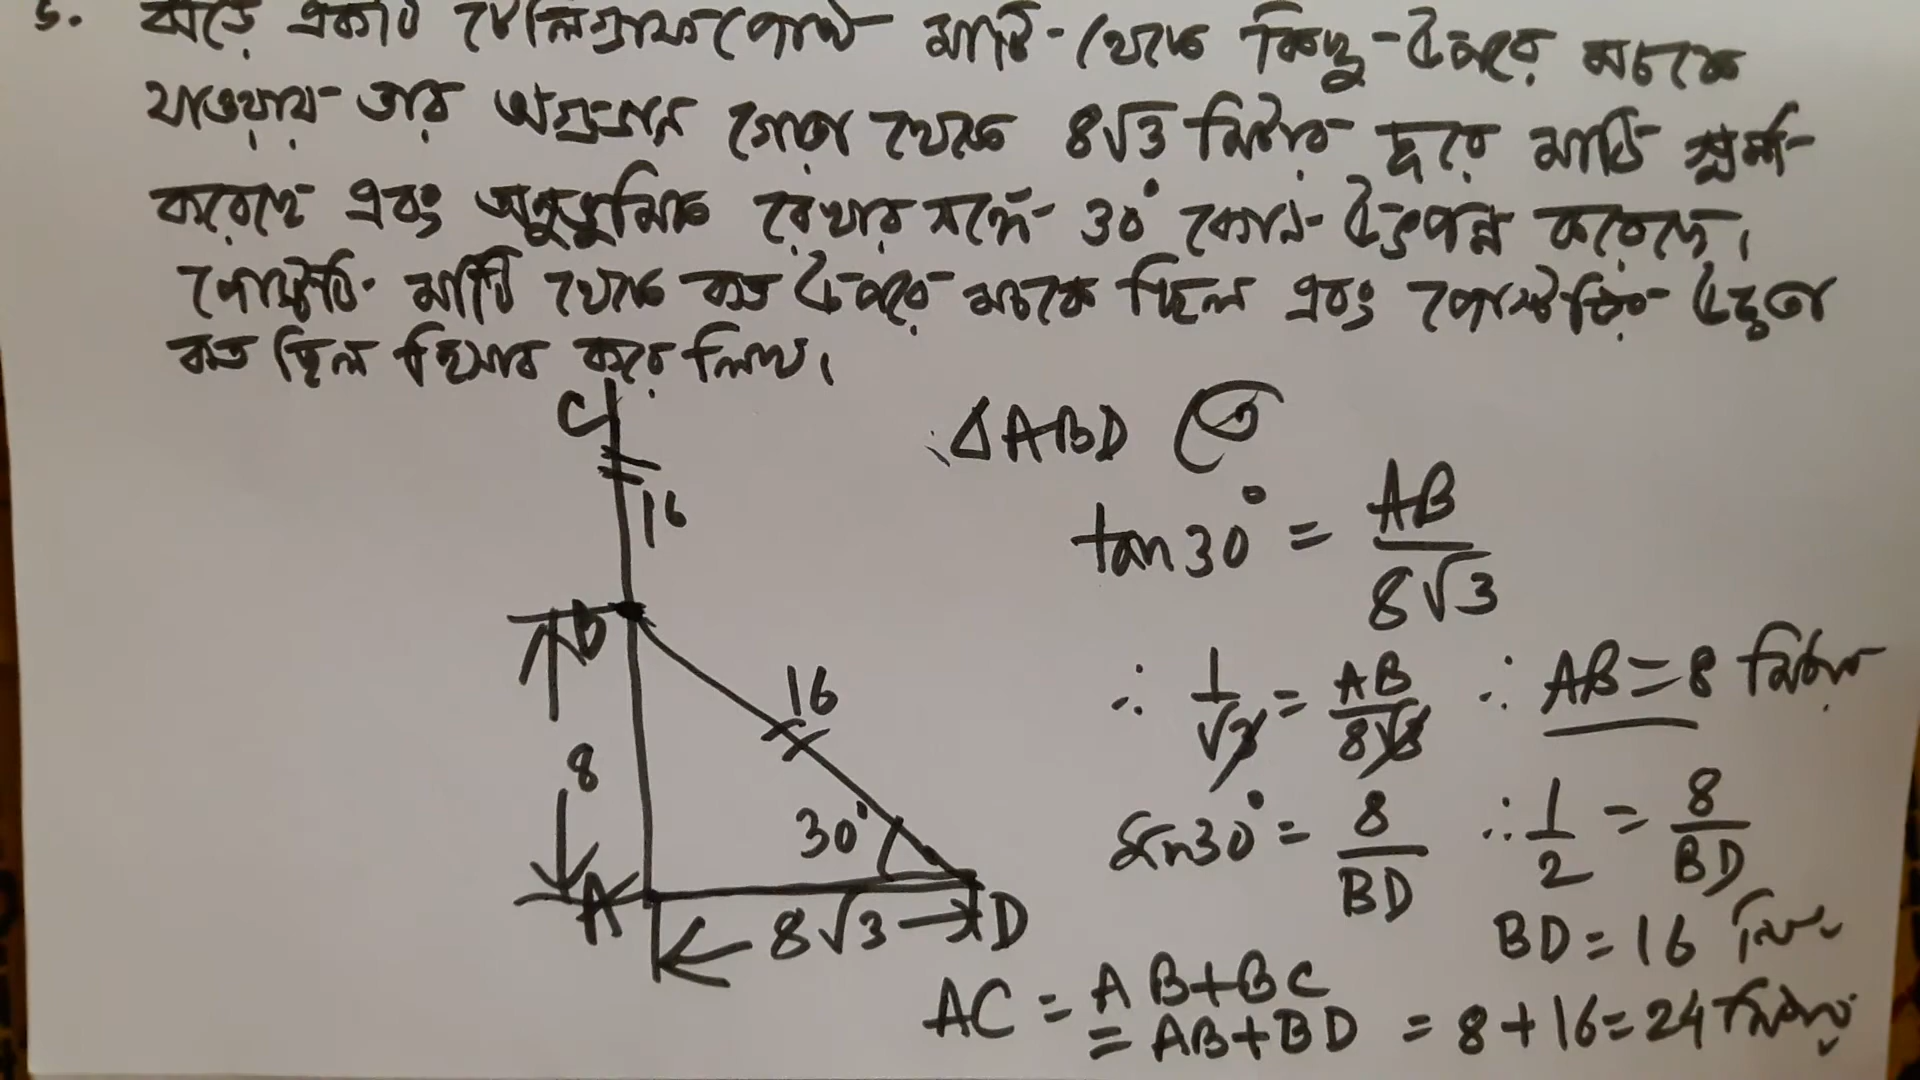 5. ঝড়ে একটি টেলিগ্রাফপোস্ট মাটি থেকে কিছু উপরে মচকে
যাওয়ায় তার অগ্রভাগ গোড়া থেকে 8√3 মিটার দূরে মাটি স্পর্শ
করেছে এবং অনুভূমিক রেখার সঙ্গে 30° কোণ উৎপন্ন করেছে।
পোস্টটি মাটি থেকে কত উপরে মচকে ছিল এবং পোস্টটির উচ্চতা
কত ছিল হিসাব করে লিখি।
C
16
B
16
8
30°
A
8√3
D
ΔABD তে
tan30° = AB/8√3
∴ 1/√3 = AB/8√3 ∴ AB = 8 মিটার
sin30° = 8/BD ∴ 1/2 = 8/BD
BD = 16 মি:
AC = AB+BC
= AB+BD = 8+16=24 মিটার